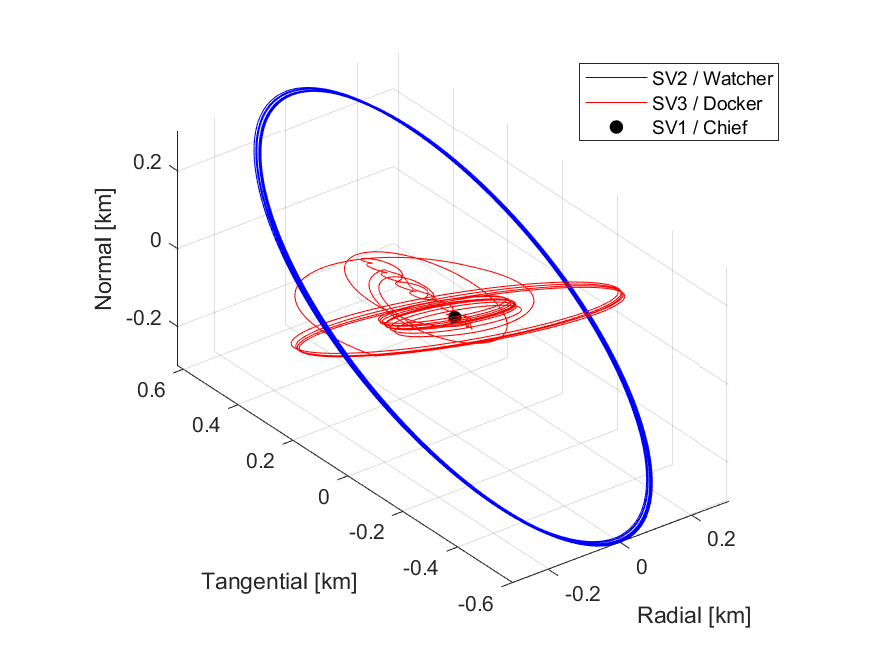 SV2 / Watcher
SV3 / Docker
SV1 / Chief
0.2
0
-0.2
Normal [km]
0.6
0.4
0.2
0
-0.2
-0.4
-0.6
Tangential [km]
-0.2
0
0.2
Radial [km]